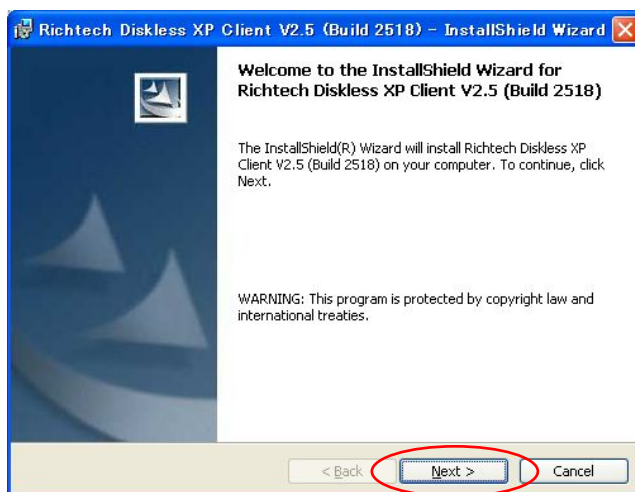 Richtech Diskless XP Client V2.5 (Build 2518) - InstallShield Wizard
Welcome to the InstallShield Wizard for
Richtech Diskless XP Client V2.5 (Build 2518)
The InstallShield(R) Wizard will install Richtech Diskless XP
Client V2.5 (Build 2518) on your computer. To continue, click
Next.
WARNING: This program is protected by copyright law and
international treaties.
< Back Next > Cancel